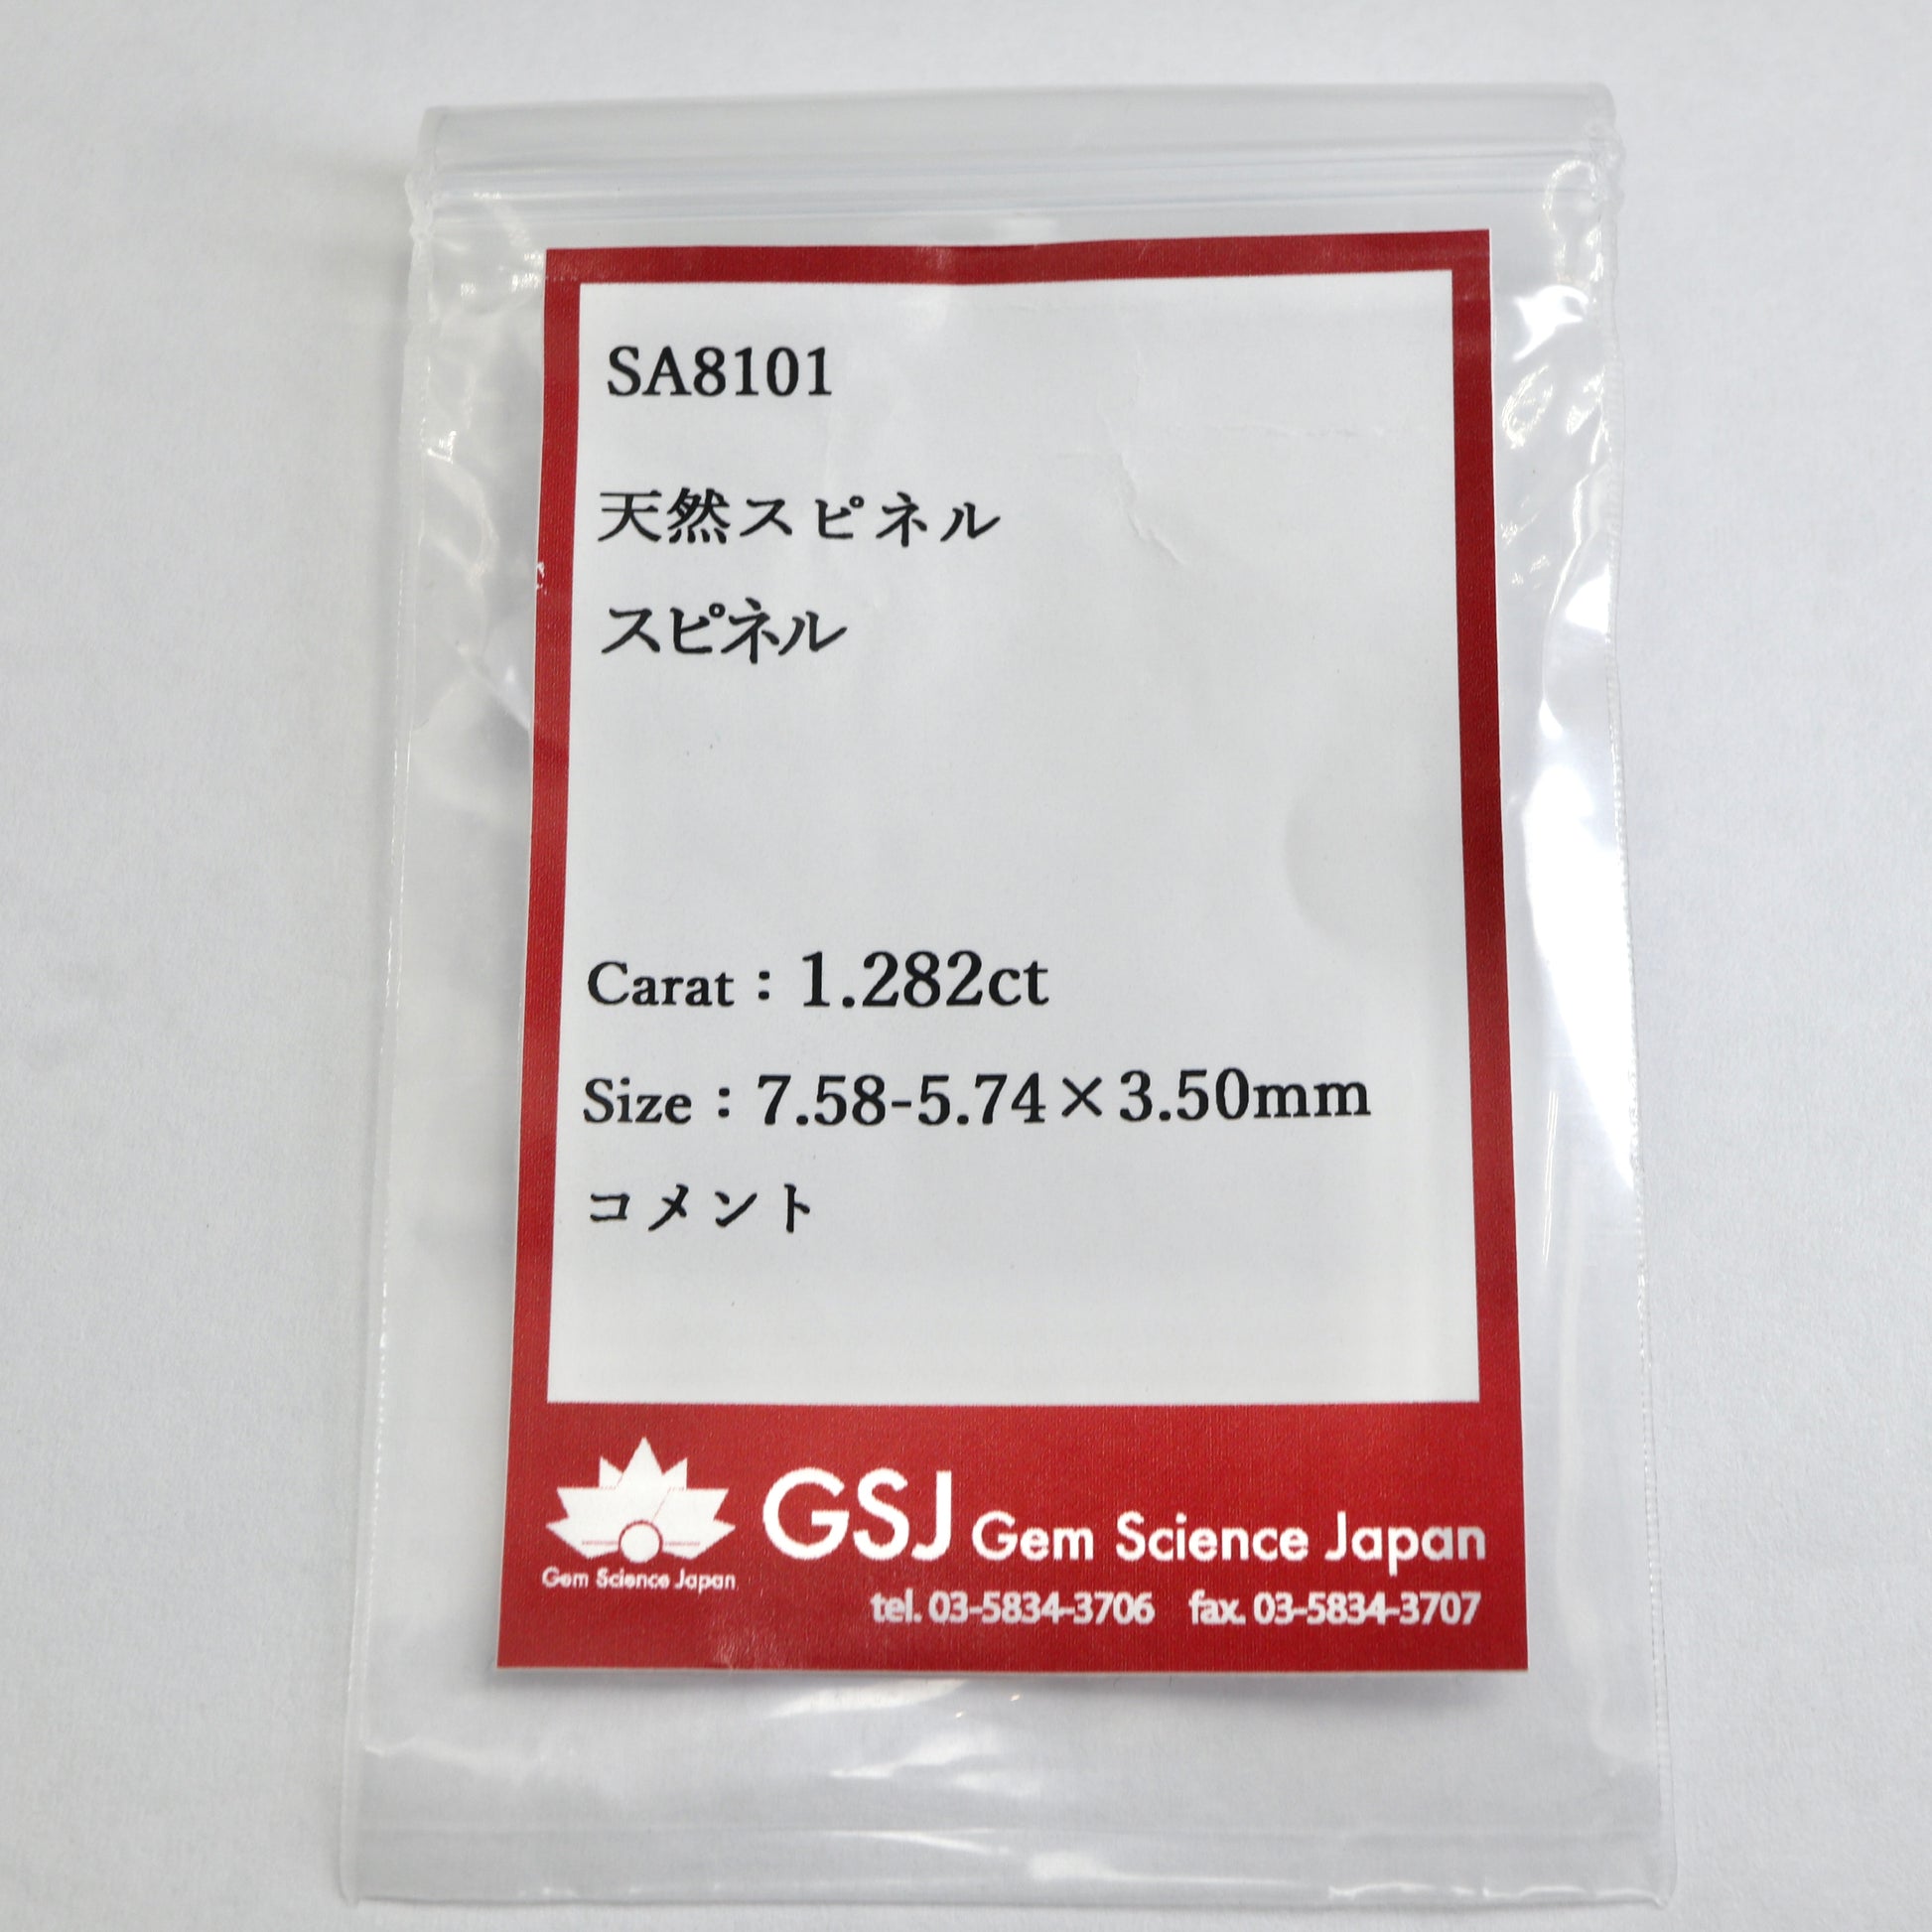 SA8101
天然スピネル
スピネル
Carat：1.282ct
Size：7.58-5.74×3.50mm
コメント
GSJ Gem Science Japan
Gem Science Japan
tel. 03-5834-3706 fax. 03-5834-3707